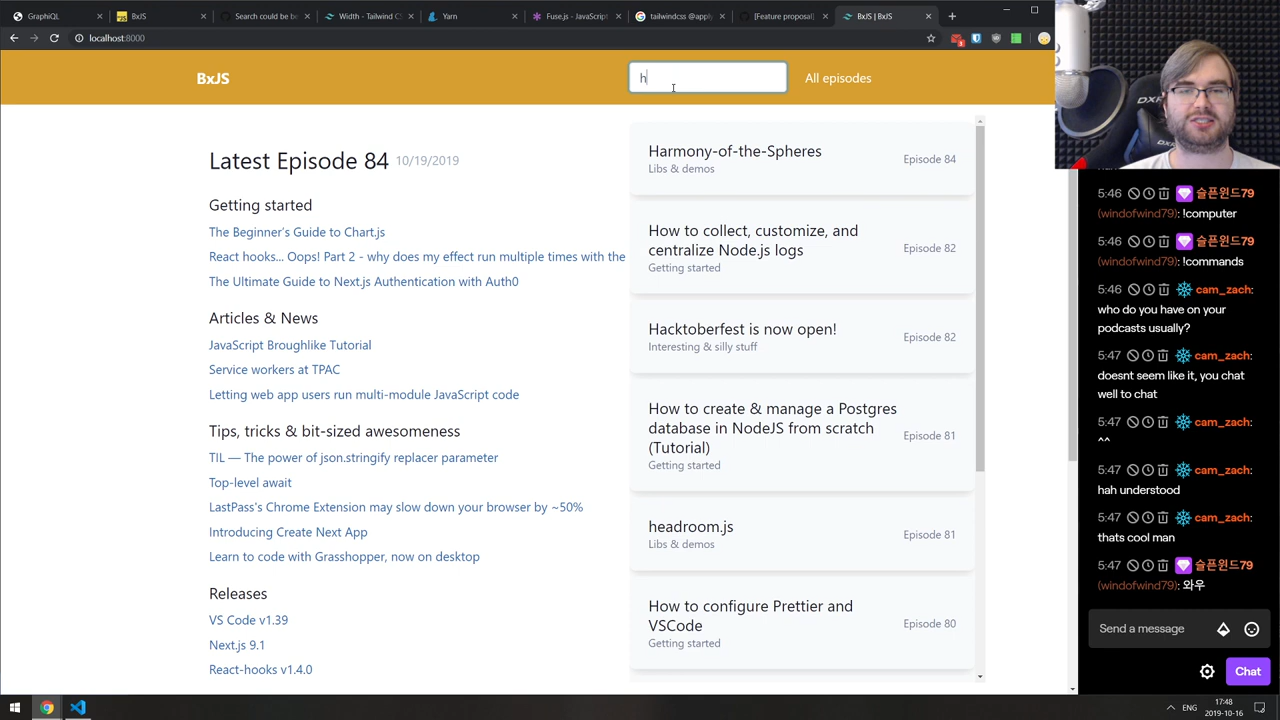 GraphiQL
BxJS
Search could be be
Width - Tailwind C
Yarn
Fuse.js - JavaScrip
tailwindcss @apply
[Feature proposal]
BxJS | BxJS
localhost:8000
BxJS
h
All episodes
Latest Episode 84 10/19/2019
Getting started
The Beginner's Guide to Chart.js
React hooks... Oops! Part 2 - why does my effect run multiple times with the
The Ultimate Guide to Next.js Authentication with Auth0
Articles & News
JavaScript Broughlike Tutorial
Service workers at TPAC
Letting web app users run multi-module JavaScript code
Tips, tricks & bit-sized awesomeness
TIL — The power of json.stringify replacer parameter
Top-level await
LastPass's Chrome Extension may slow down your browser by ~50%
Introducing Create Next App
Learn to code with Grasshopper, now on desktop
Releases
VS Code v1.39
Next.js 9.1
React-hooks v1.4.0
Harmony-of-the-Spheres
Libs & demos
Episode 84
How to collect, customize, and
centralize Node.js logs
Getting started
Episode 82
Hacktoberfest is now open!
Interesting & silly stuff
Episode 82
How to create & manage a Postgres
database in NodeJS from scratch
(Tutorial)
Getting started
Episode 81
headroom.js
Libs & demos
Episode 81
How to configure Prettier and
VSCode
Getting started
Episode 80
DXR
5:46 슬픈윈드79
(windofwind79): !computer
5:46 슬픈윈드79
(windofwind79): !commands
5:46 cam_zach:
who do you have on your
podcasts usually?
5:47 cam_zach:
doesnt seem like it, you chat
well to chat
5:47 cam_zach:
^^
5:47 cam_zach:
hah understood
5:47 cam_zach:
thats cool man
5:47 슬픈윈드79
(windofwind79): 와우
Send a message
Chat
ENG
17:48
2019-10-16